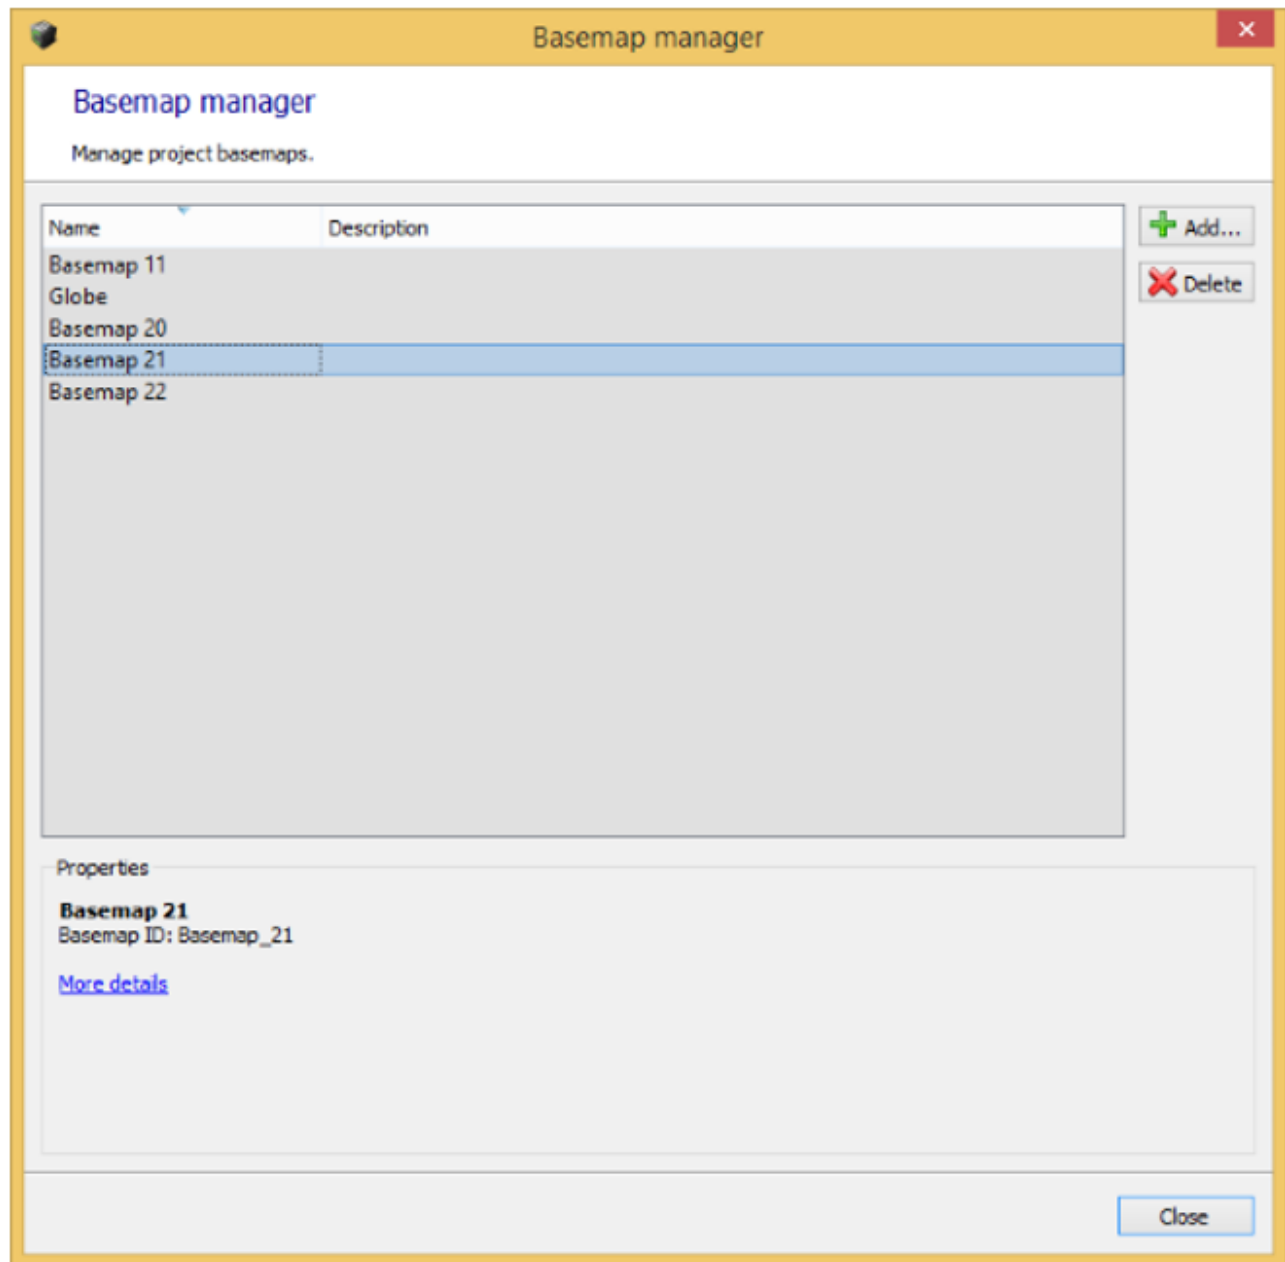 Basemap manager
Basemap manager
Manage project basemaps.
Name Description
Add...
Basemap 11
Delete
Globe
Basemap 20
Basemap 21
Basemap 22
Properties
Basemap 21
Basemap ID: Basemap_21
More details
Close